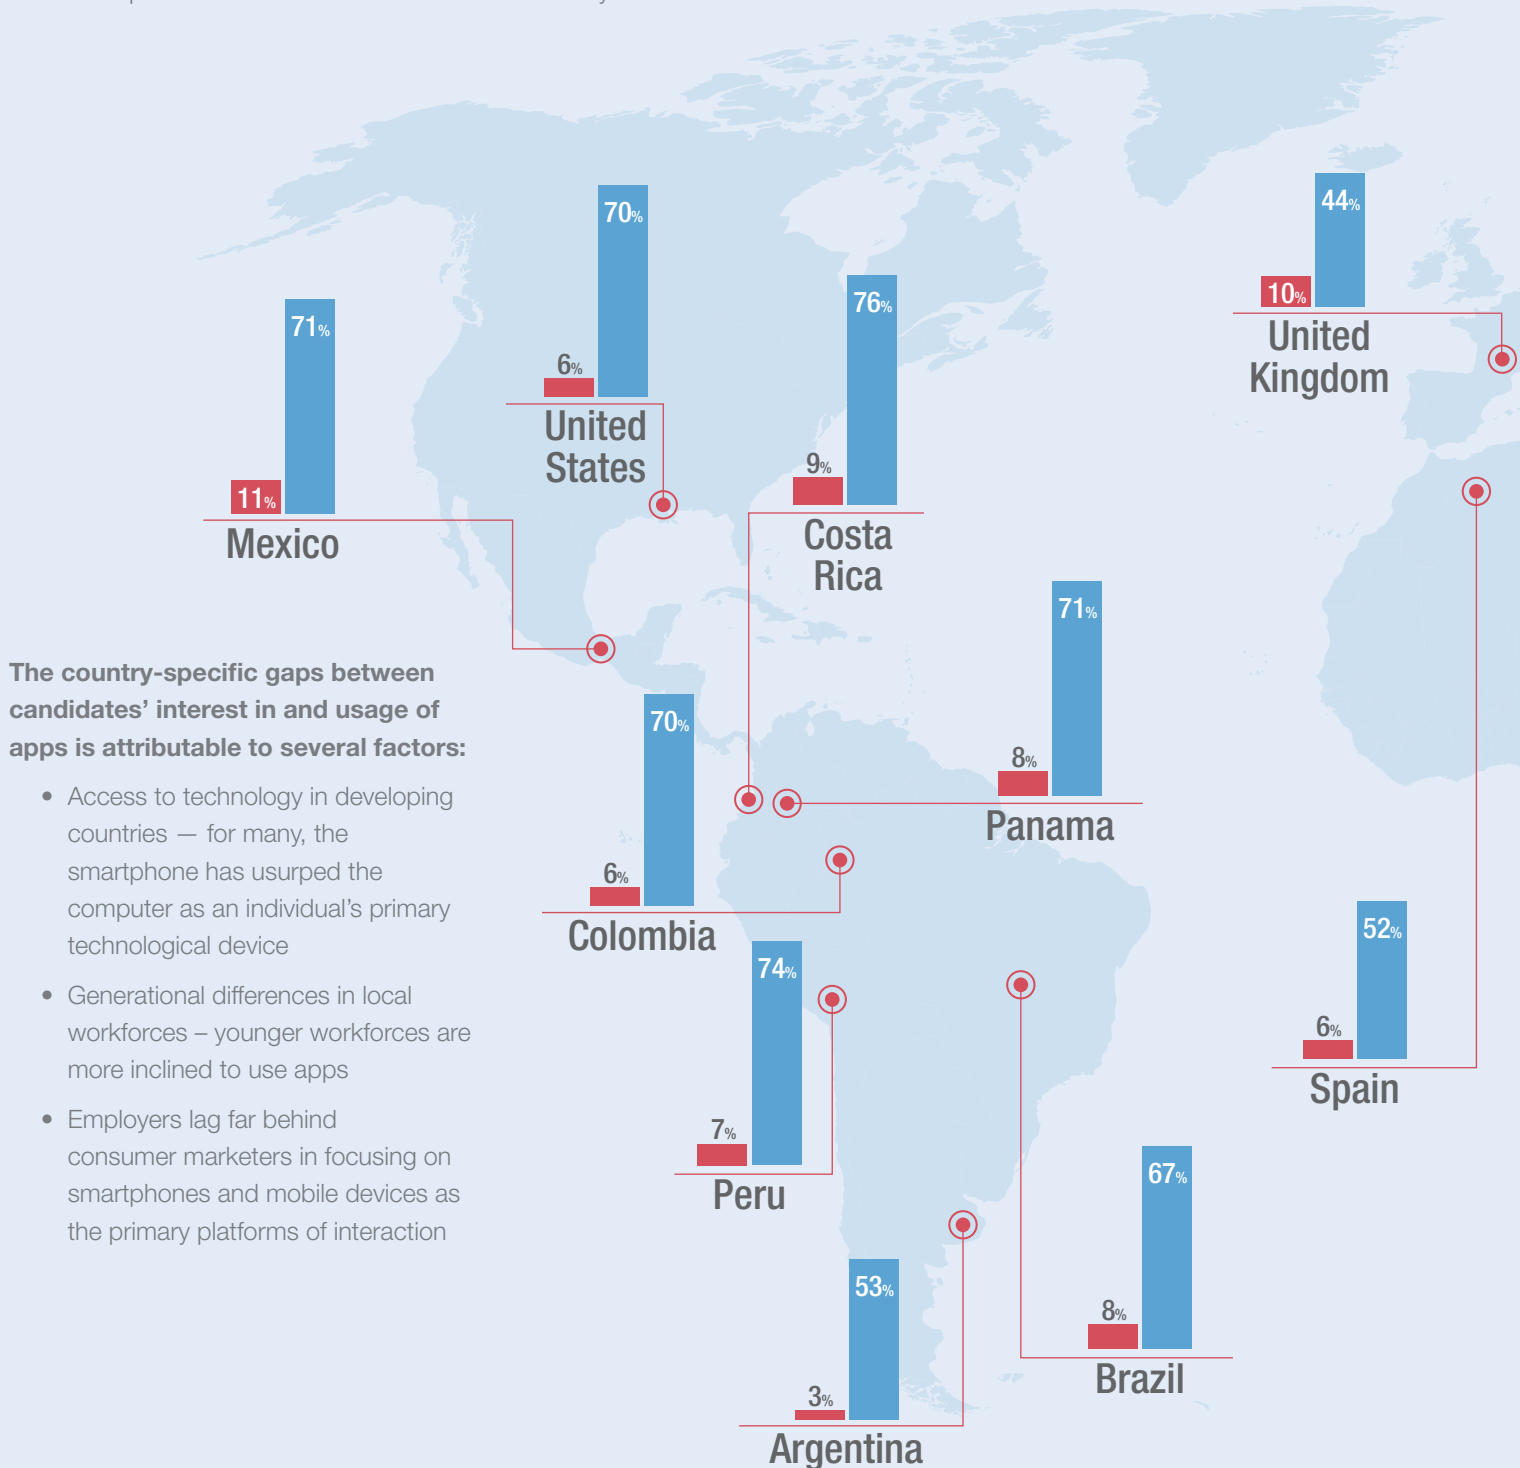 70%
44%
6%
10%
United
States
United
Kingdom
71%
11%
Mexico
76%
9%
Costa
Rica
71%
8%
Panama
The country-specific gaps between
candidates’ interest in and usage of
apps is attributable to several factors:
• Access to technology in developing
countries — for many, the
smartphone has usurped the
computer as an individual’s primary
technological device
• Generational differences in local
workforces – younger workforces are
more inclined to use apps
• Employers lag far behind
consumer marketers in focusing on
smartphones and mobile devices as
the primary platforms of interaction
70%
6%
Colombia
74%
7%
Peru
52%
6%
Spain
67%
8%
Brazil
53%
3%
Argentina